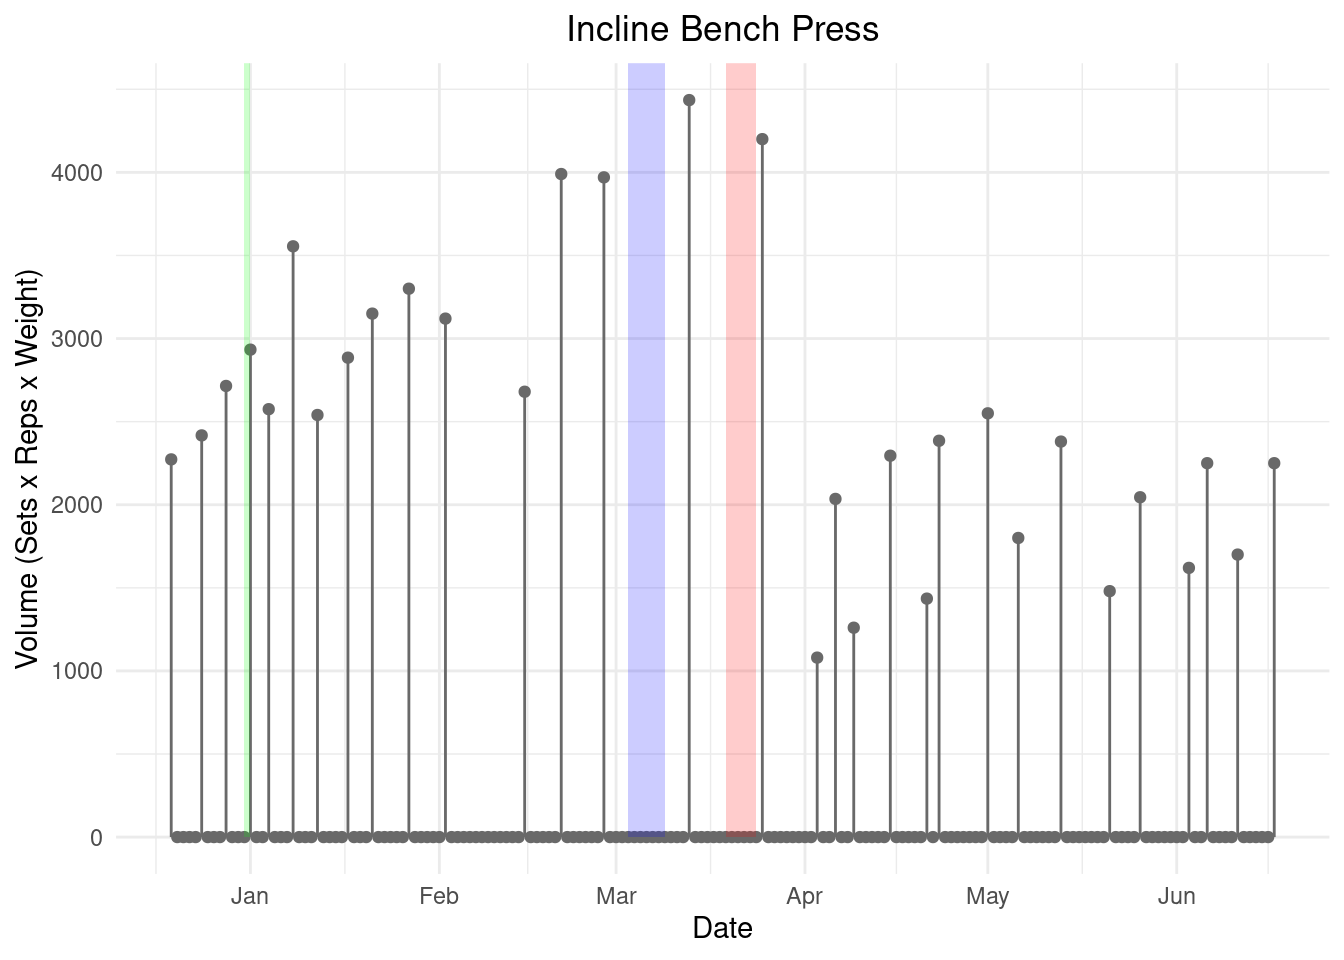 Incline Bench Press
Volume (Sets x Reps x Weight)
4000
3000
2000
1000
0
Jan Feb Mar Apr May Jun
Date